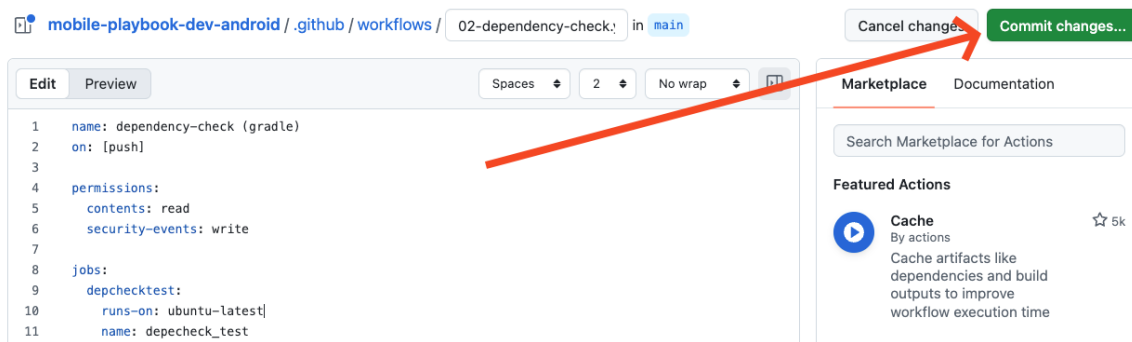 mobile-playbook-dev-android / .github / workflows / 02-dependency-check.y in main
Cancel changes
Commit changes...
Edit
Preview
Spaces
2
No wrap
1 name: dependency-check (gradle)
2 on: [push]
3
4 permissions:
5 contents: read
6 security-events: write
7
8 jobs:
9 depchecktest:
10 runs-on: ubuntu-latest
11 name: depecheck_test
Marketplace
Documentation
Search Marketplace for Actions
Featured Actions
Cache
5k
By actions
Cache artifacts like
dependencies and build
outputs to improve
workflow execution time